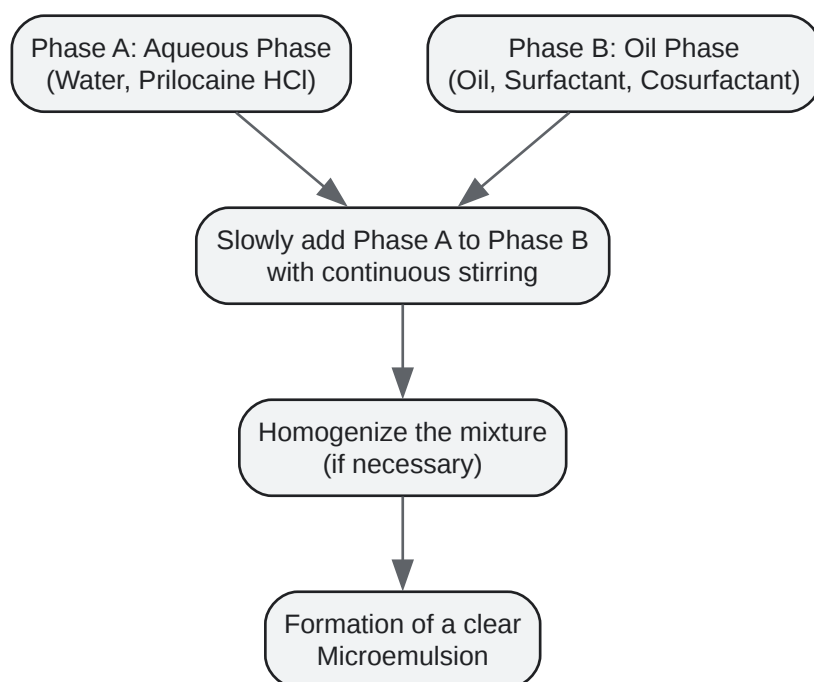 Phase A: Aqueous Phase
(Water, Prilocaine HCl)
Phase B: Oil Phase
(Oil, Surfactant, Cosurfactant)
Slowly add Phase A to Phase B
with continuous stirring
Homogenize the mixture
(if necessary)
Formation of a clear
Microemulsion